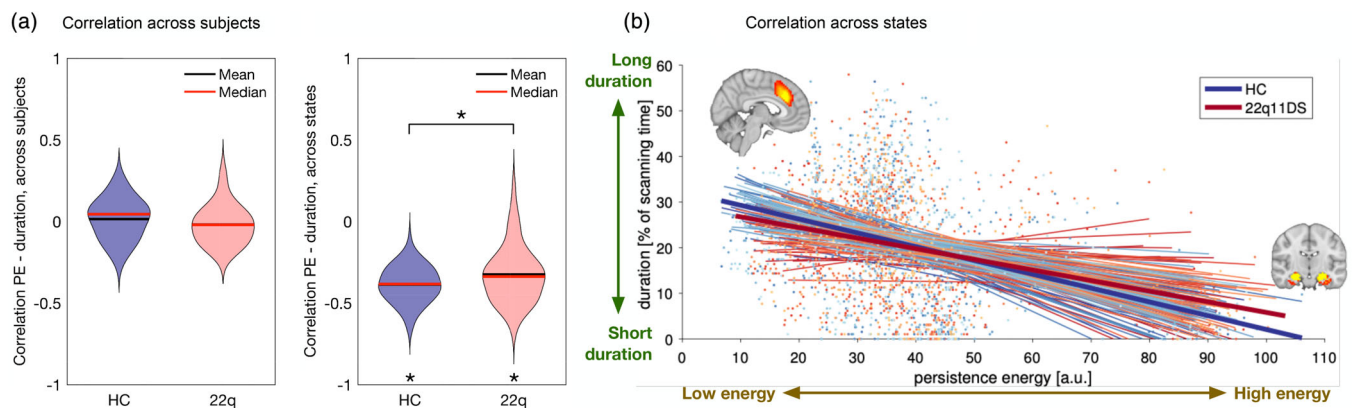 (a) Correlation across subjects
Correlation PE - duration, across subjects
1
0.5
0
-0.5
-1
Mean
Median
HC 22q
Correlation PE - duration, across states
1
0.5
0
-0.5
-1
Mean
Median
*
* *
HC 22q
(b) Correlation across states
Long
duration
Short
duration
duration [% of scanning time]
60
50
40
30
20
10
0
HC
22q11DS
0 10 20 30 40 50 60 70 80 90 100 110
persistence energy [a.u.]
Low energy High energy